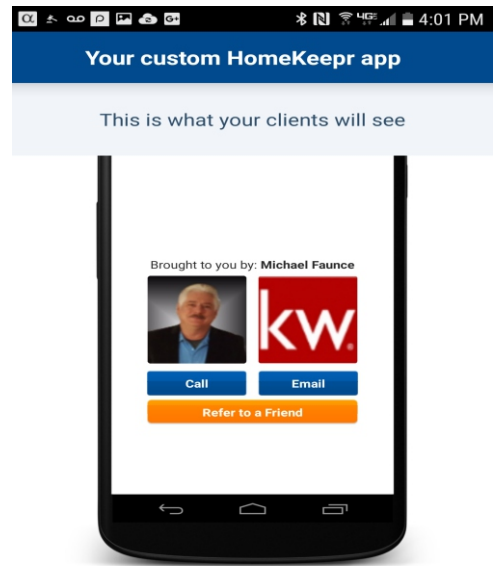 4:01 PM
Your custom HomeKeepr app
This is what your clients will see
Brought to you by: Michael Faunce
kw.
Call Email
Refer to a Friend